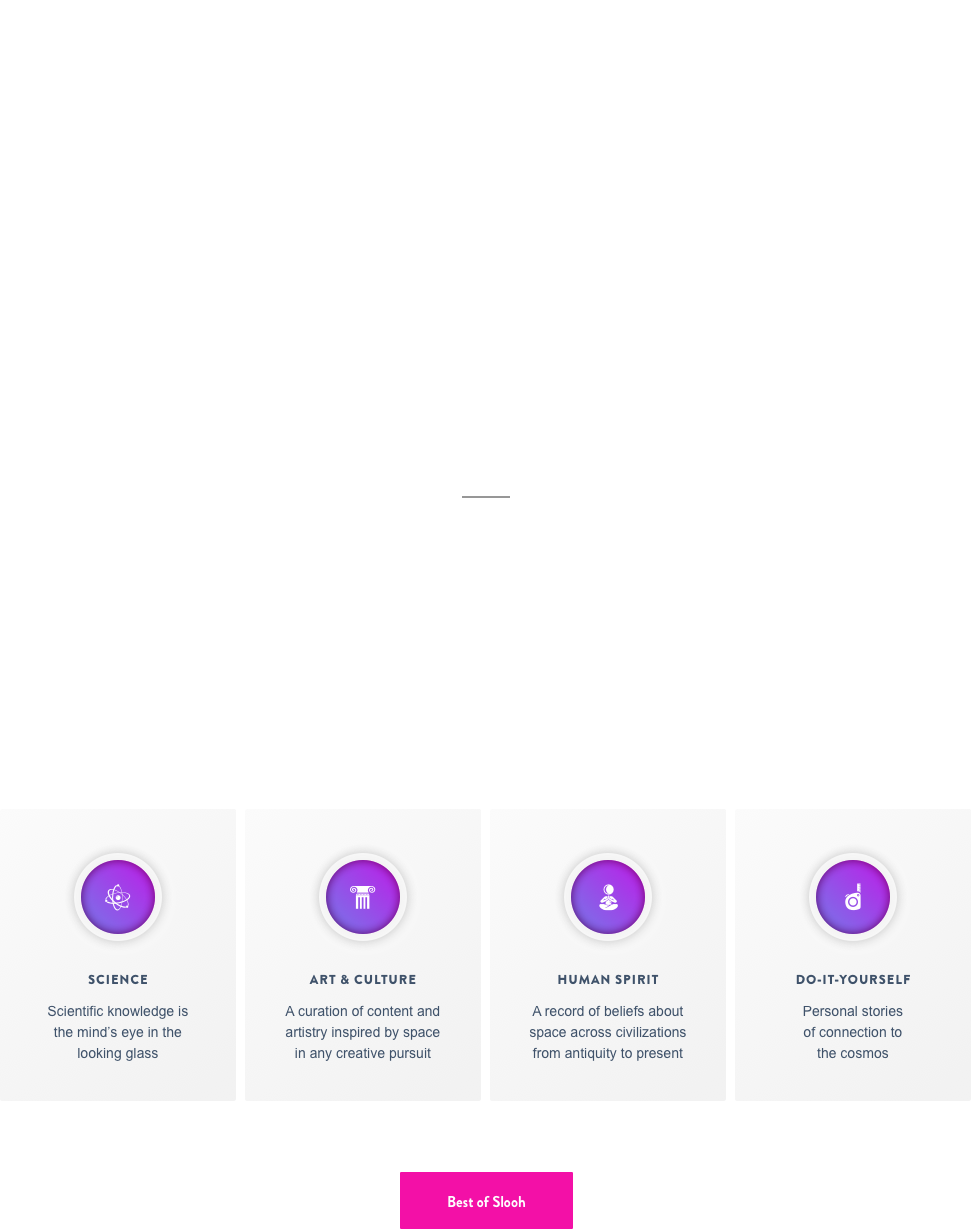 SCIENCE
Scientific knowledge is
the mind’s eye in the
looking glass
ART & CULTURE
A curation of content and
artistry inspired by space
in any creative pursuit
HUMAN SPIRIT
A record of beliefs about
space across civilizations
from antiquity to present
DO-IT-YOURSELF
Personal stories
of connection to
the cosmos
Best of Slooh